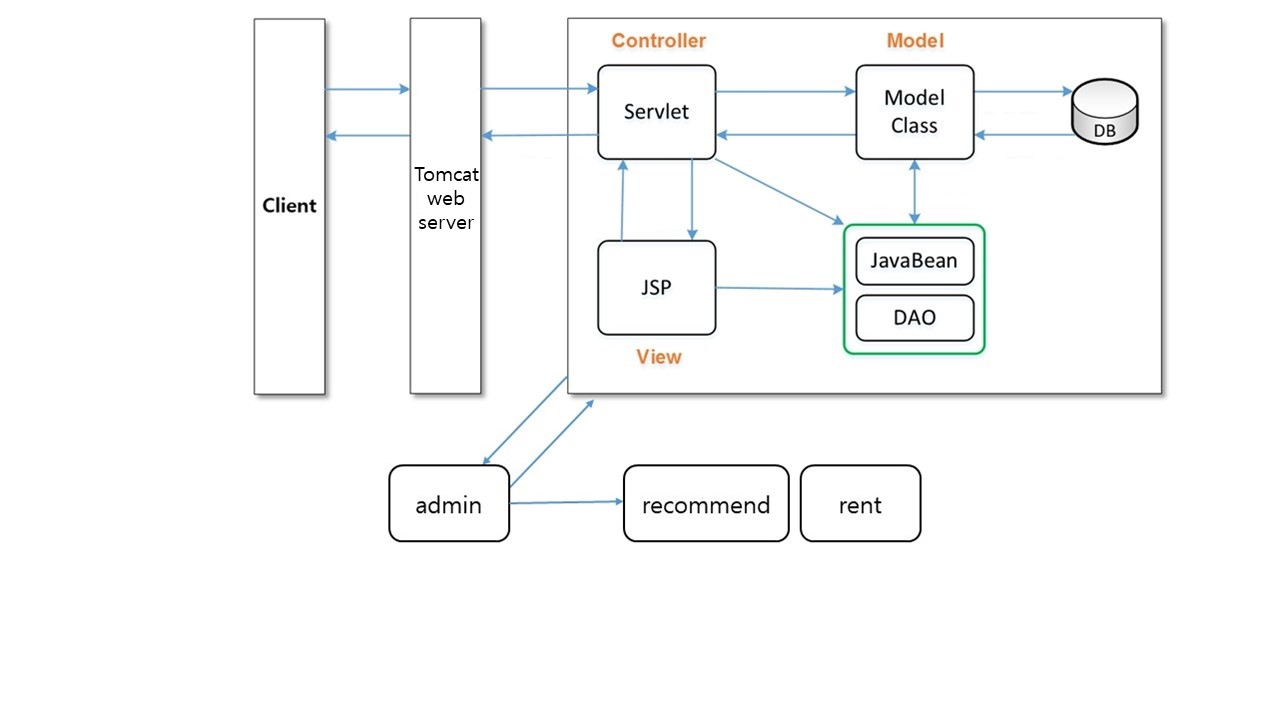 Controller
Model
Servlet
Model
Class
DB
Tomcat
web
server
Client
JavaBean
JSP
DAO
View
admin
recommend
rent